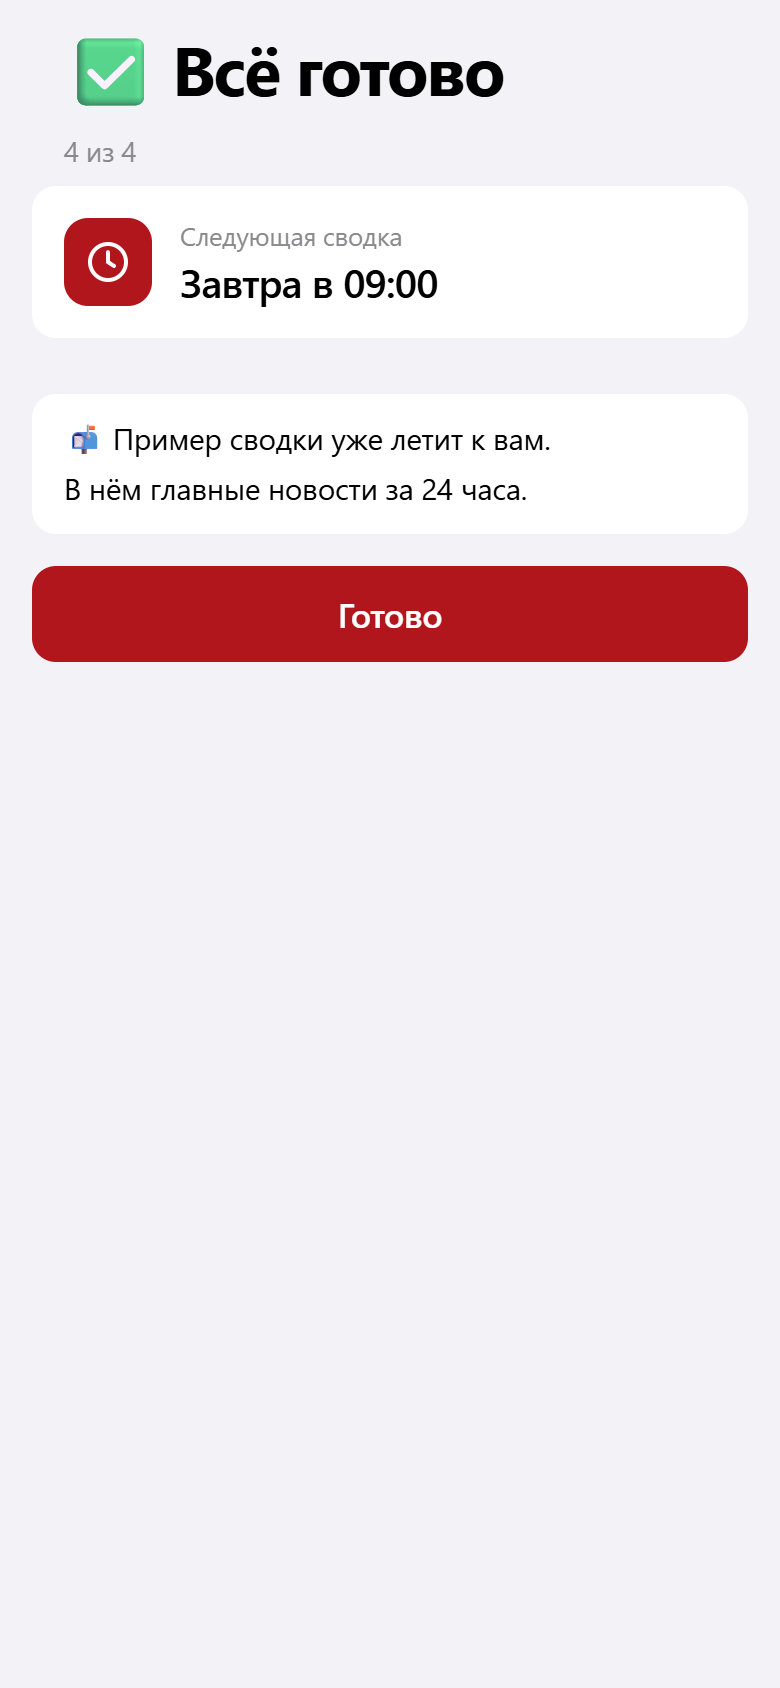 ✅ Всё готово
4 из 4
Следующая сводка
Завтра в 09:00
📬 Пример сводки уже летит к вам.
В нём главные новости за 24 часа.
Готово